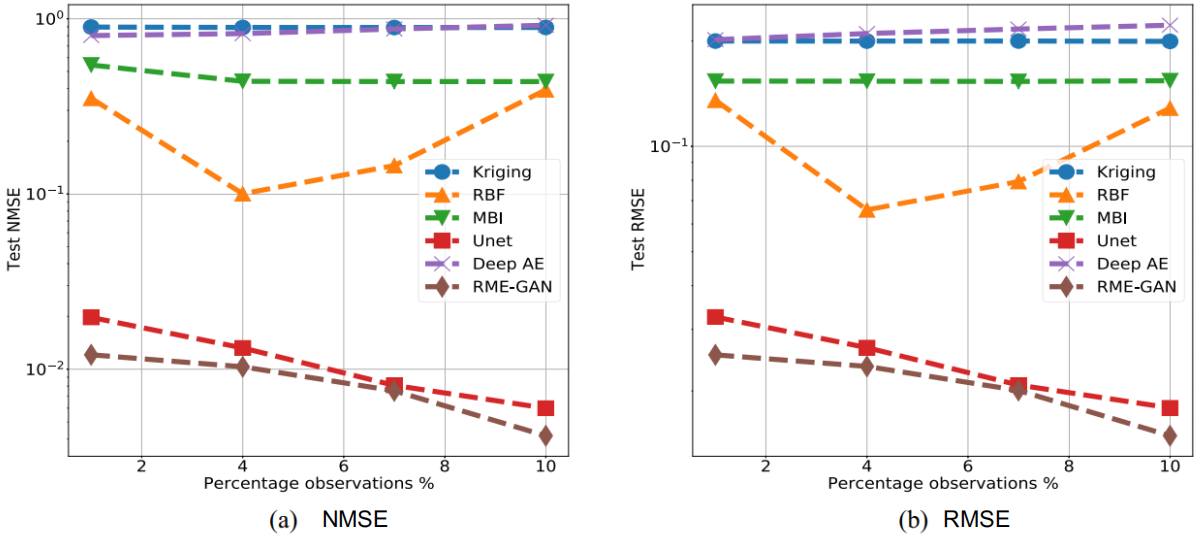 10⁰
10⁻¹
10⁻²
Test NMSE
Kriging
RBF
MBI
Unet
Deep AE
RME-GAN
2 4 6 8 10
Percentage observations %
(a) NMSE
10⁻¹
Test RMSE
Kriging
RBF
MBI
Unet
Deep AE
RME-GAN
2 4 6 8 10
Percentage observations %
(b) RMSE